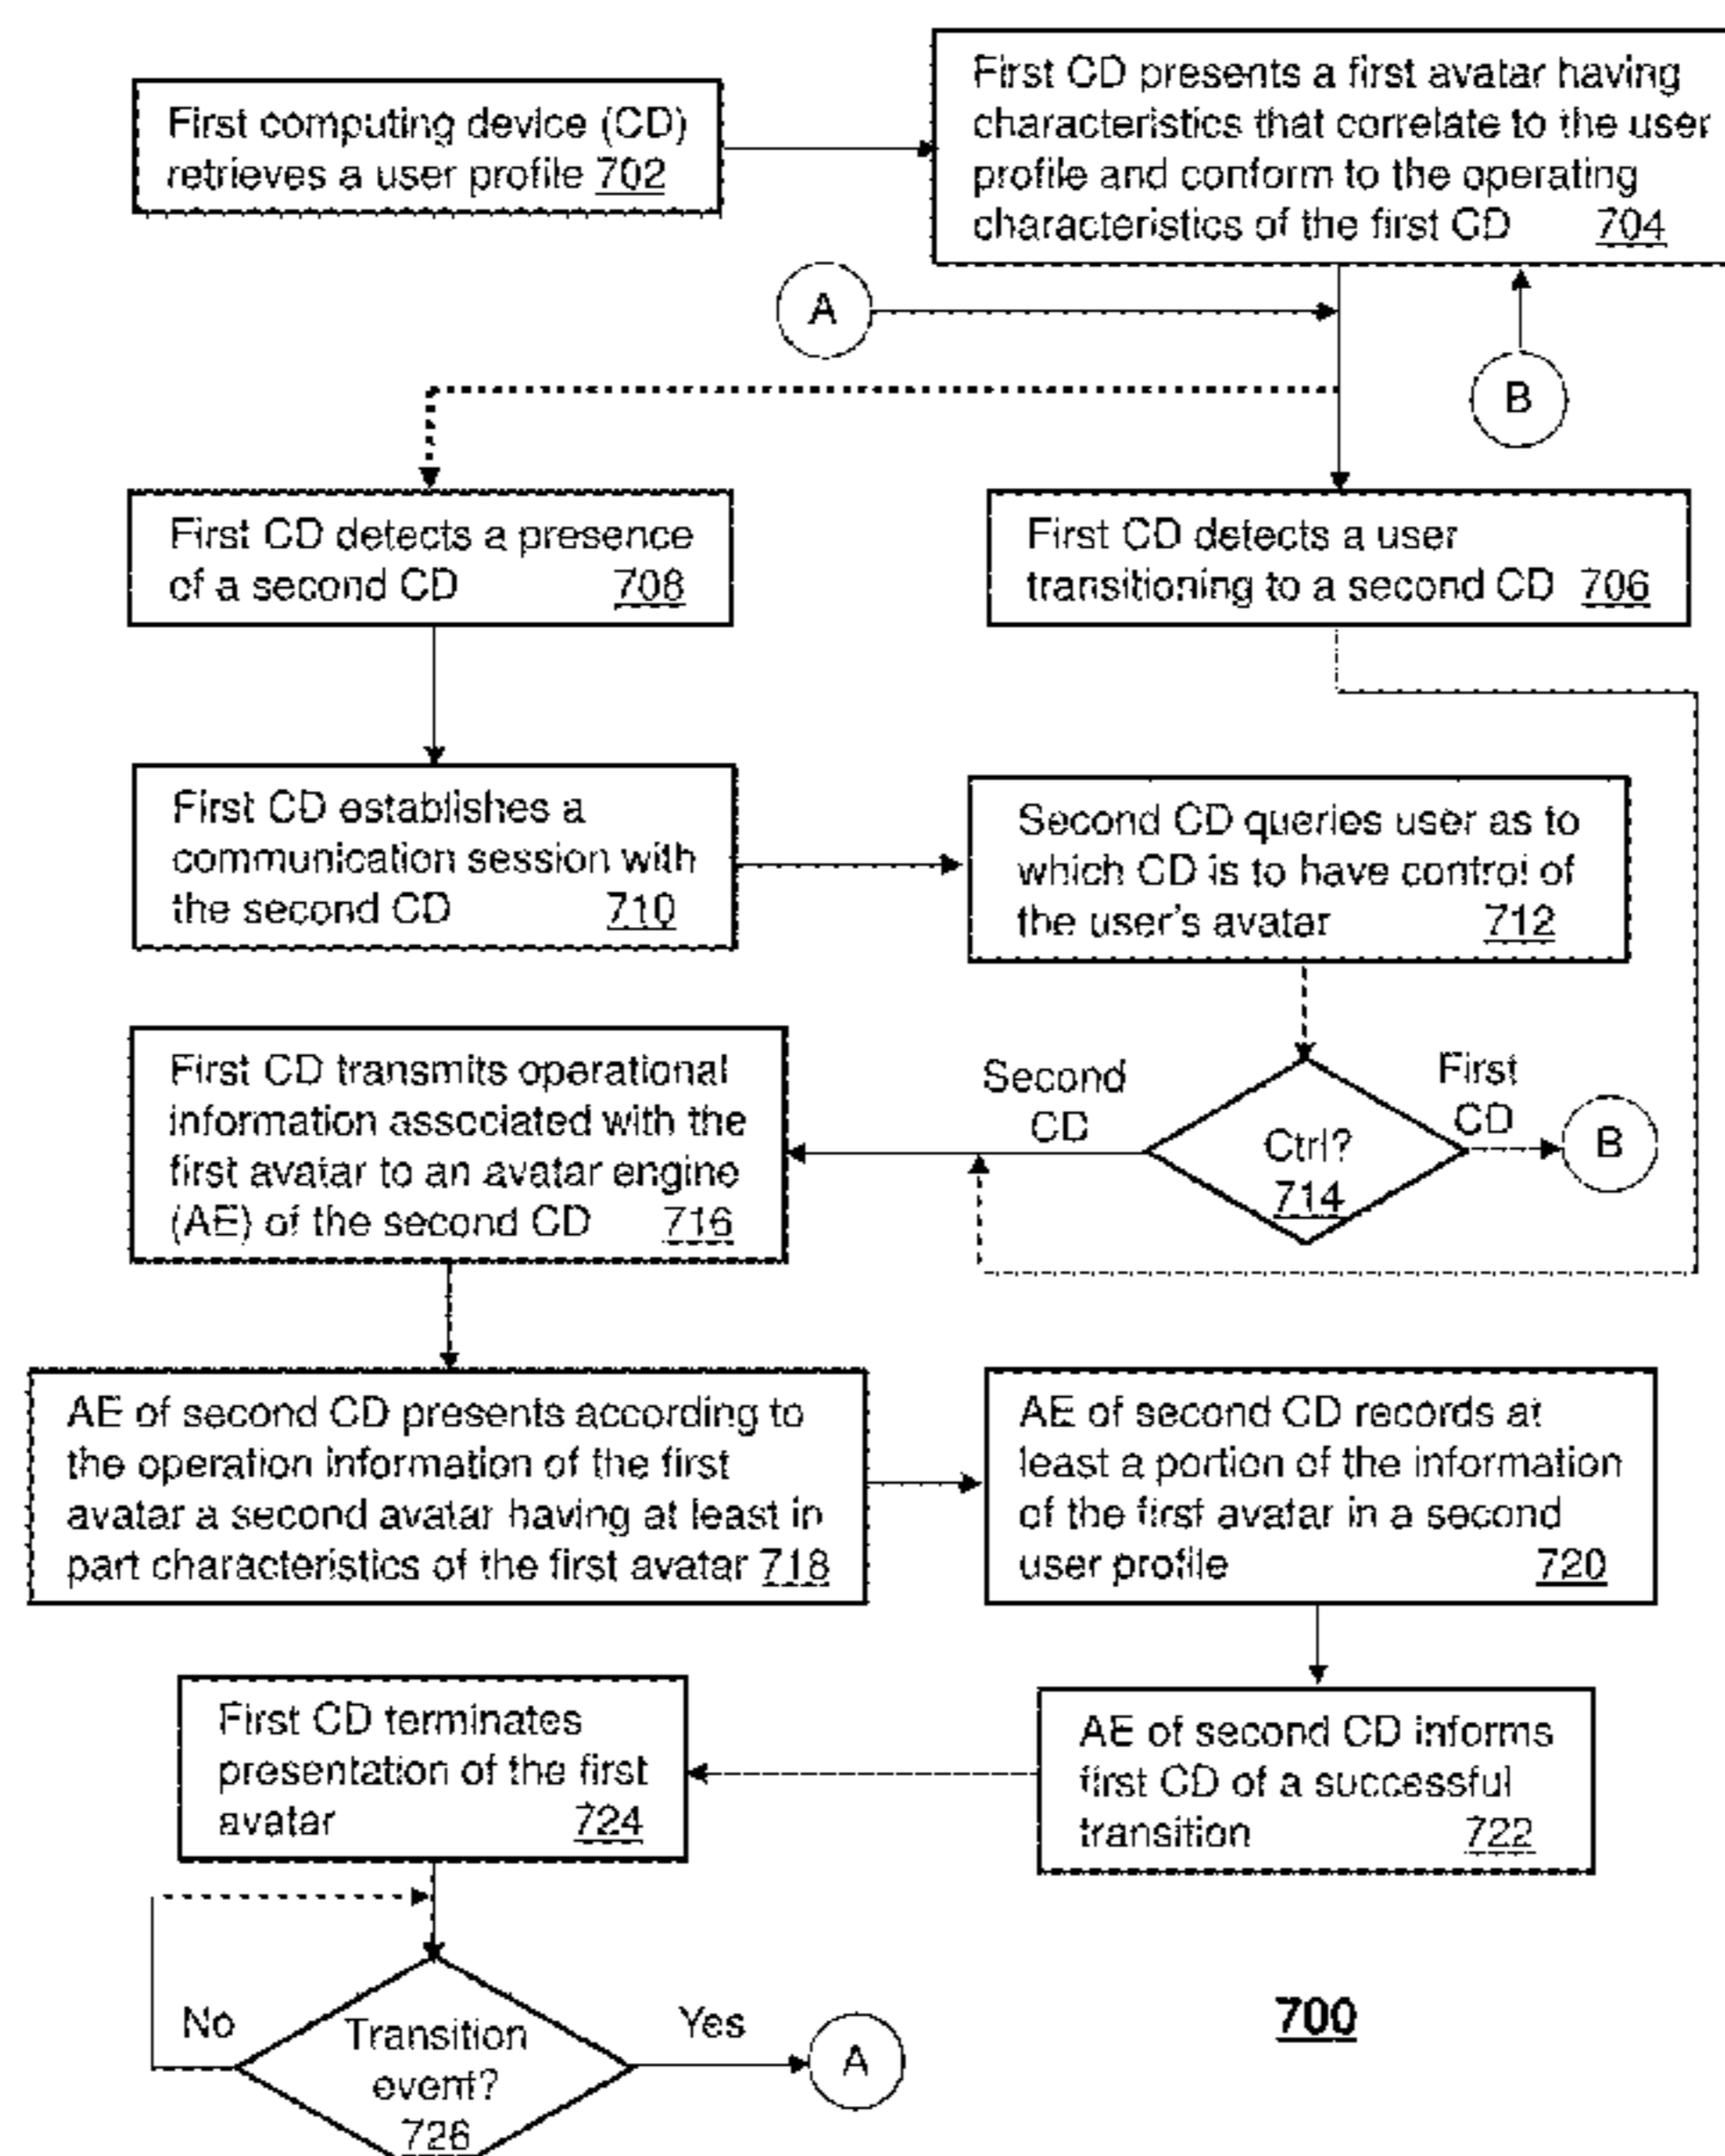 First computing device (CD)
retrieves a user profile 702
First CD presents a first avatar having
characteristics that correlate to the user
profile and conform to the operating
characteristics of the first CD 704
A
B
First CD detects a presence
of a second CD 708
First CD detects a user
transitioning to a second CD 706
First CD establishes a
communication session with
the second CD 710
Second CD queries user as to
which CD is to have control of
the user's avatar 712
First CD transmits operational
information associated with the
first avatar to an avatar engine
(AE) of the second CD 716
Second
CD
Ctrl?
714
First
CD
B
AE of second CD presents according to
the operation information of the first
avatar a second avatar having at least in
part characteristics of the first avatar 718
AE of second CD records at
least a portion of the information
of the first avatar in a second
user profile 720
First CD terminates
presentation of the first
avatar 724
AE of second CD informs
first CD of a successful
transition 722
No
Transition
event?
726
Yes
A
700